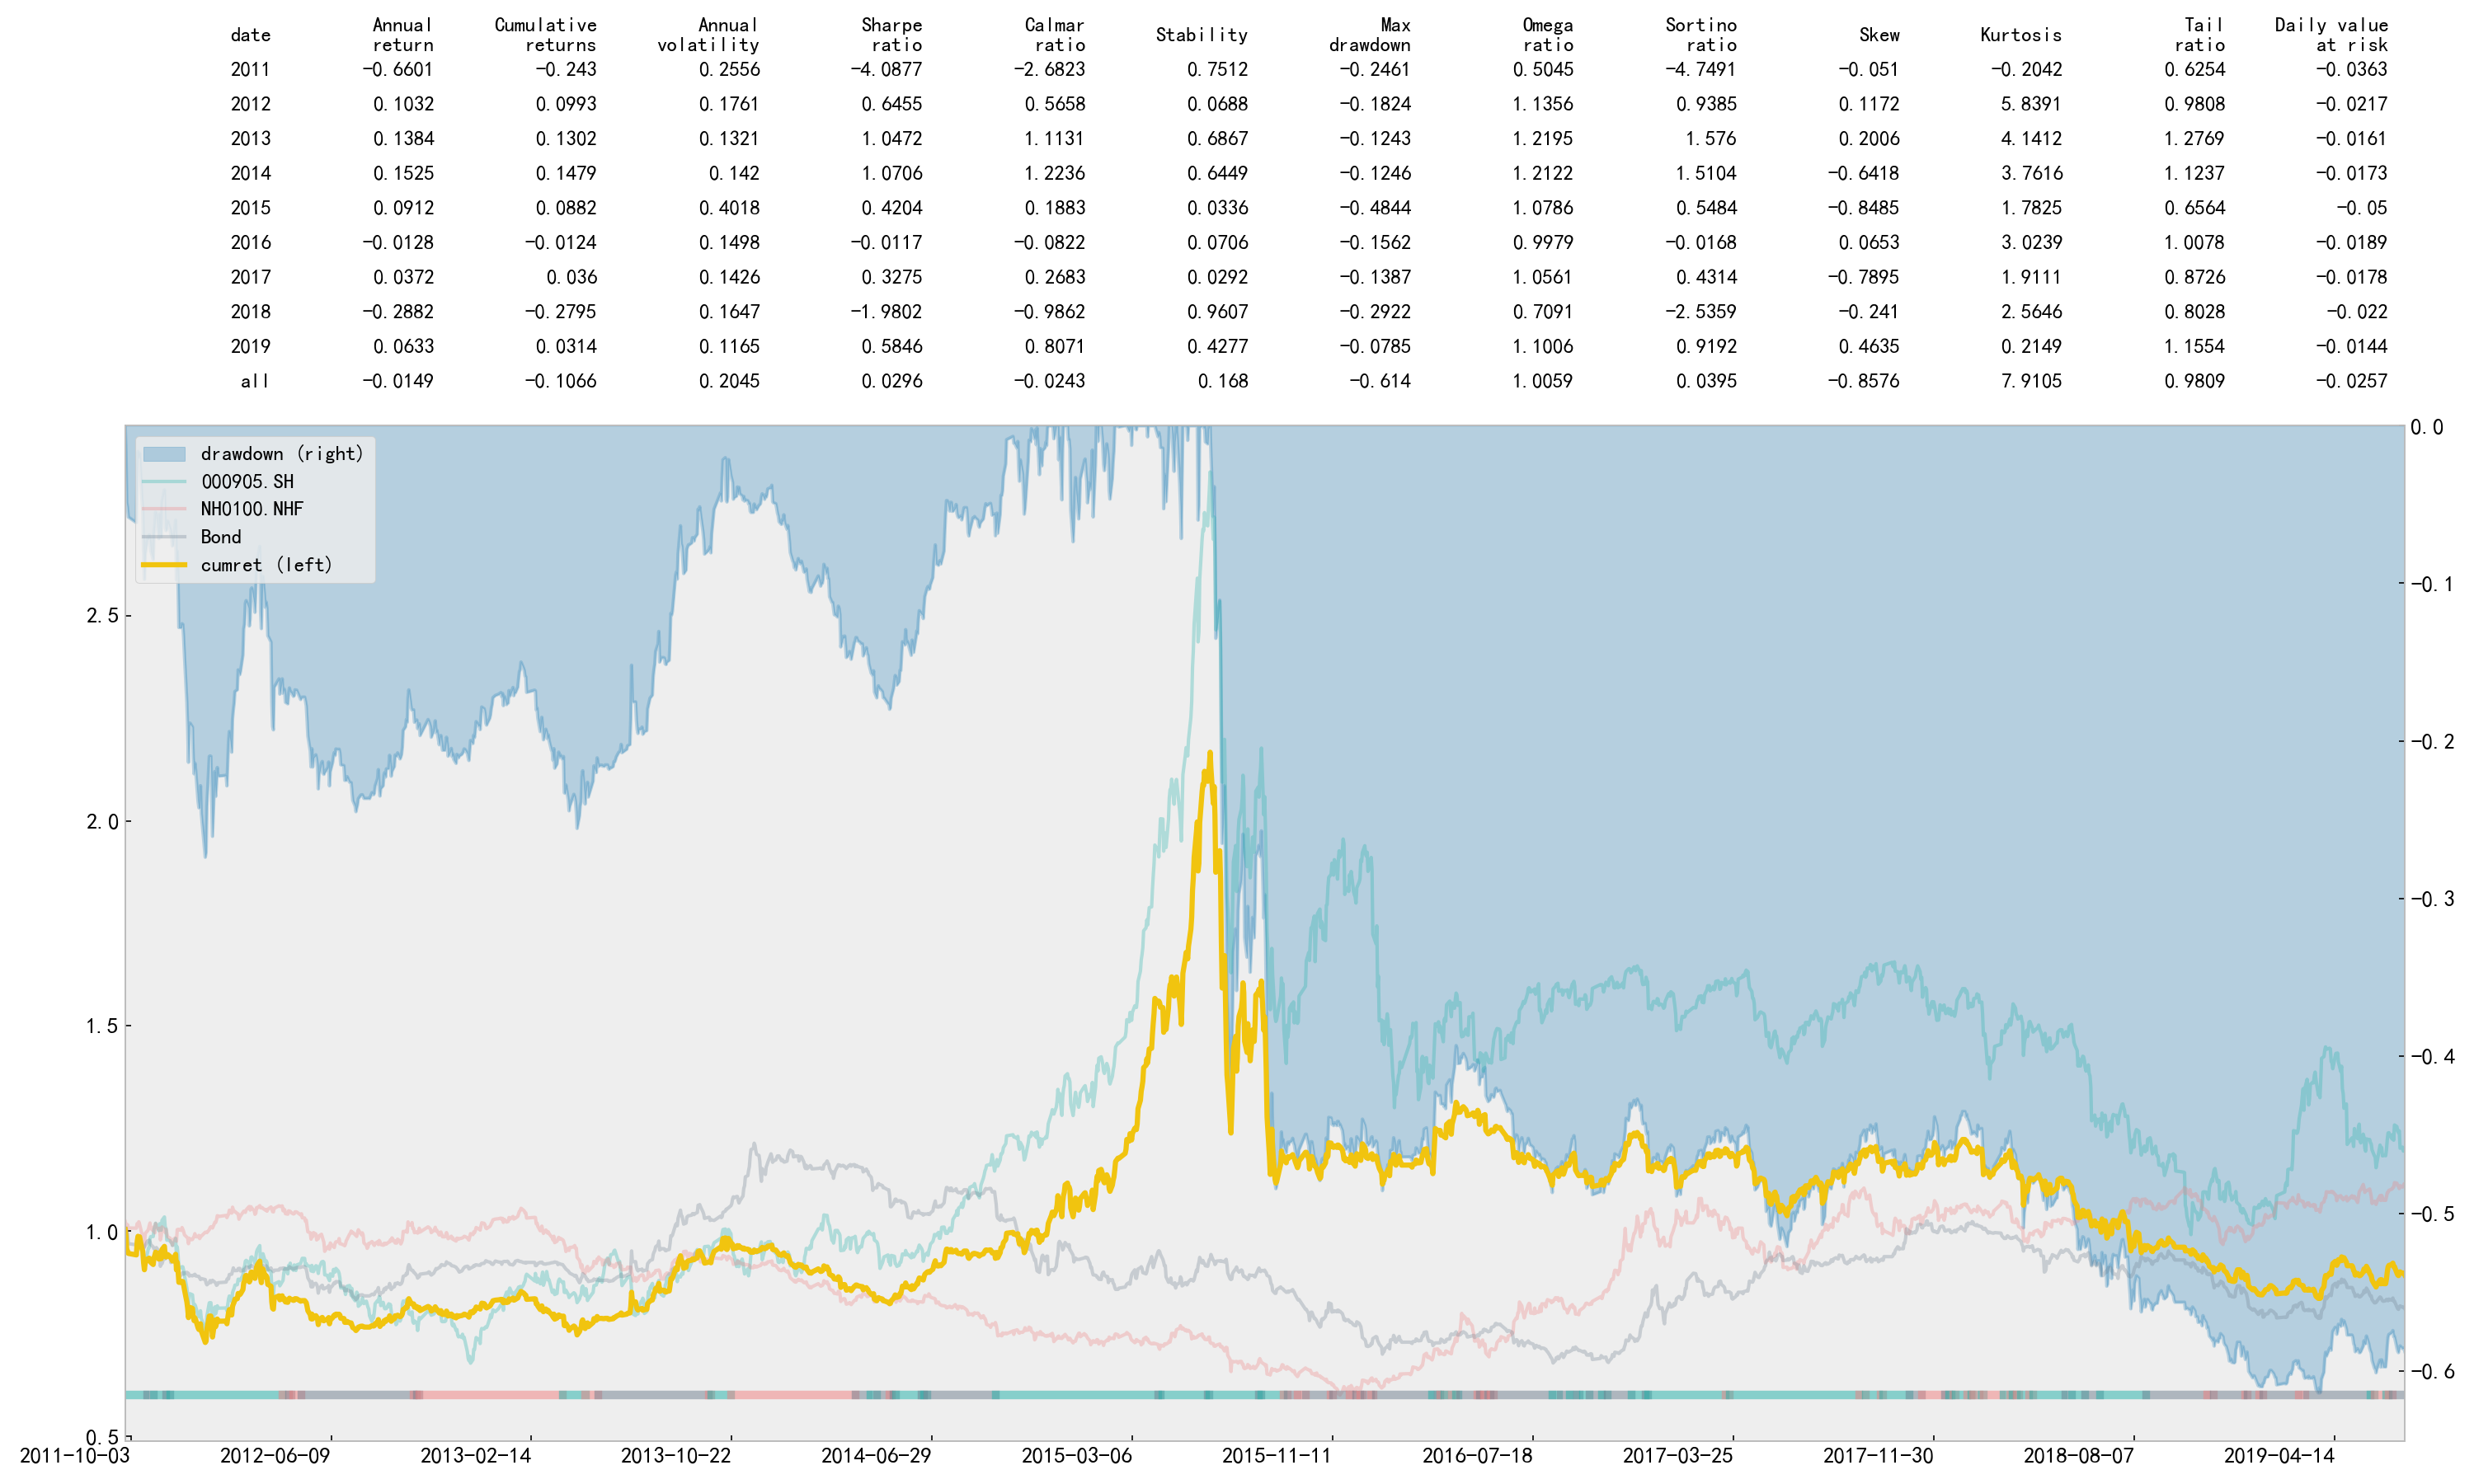 date Annual return Cumulative returns Annual volatility Sharpe ratio Calmar ratio Stability Max drawdown Omega ratio Sortino ratio Skew Kurtosis Tail ratio Daily value at risk
2011 -0.6601 -0.243 0.2556 -4.0877 -2.6823 0.7512 -0.2461 0.5045 -4.7491 -0.051 -0.2042 0.6254 -0.0363
2012 0.1032 0.0993 0.1761 0.6455 0.5658 0.0688 -0.1824 1.1356 0.9385 0.1172 5.8391 0.9808 -0.0217
2013 0.1384 0.1302 0.1321 1.0472 1.1131 0.6867 -0.1243 1.2195 1.576 0.2006 4.1412 1.2769 -0.0161
2014 0.1525 0.1479 0.142 1.0706 1.2236 0.6449 -0.1246 1.2122 1.5104 -0.6418 3.7616 1.1237 -0.0173
2015 0.0912 0.0882 0.4018 0.4204 0.1883 0.0336 -0.4844 1.0786 0.5484 -0.8485 1.7825 0.6564 -0.05
2016 -0.0128 -0.0124 0.1498 -0.0117 -0.0822 0.0706 -0.1562 0.9979 -0.0168 0.0653 3.0239 1.0078 -0.0189
2017 0.0372 0.036 0.1426 0.3275 0.2683 0.0292 -0.1387 1.0561 0.4314 -0.7895 1.9111 0.8726 -0.0178
2018 -0.2882 -0.2795 0.1647 -1.9802 -0.9862 0.9607 -0.2922 0.7091 -2.5359 -0.241 2.5646 0.8028 -0.022
2019 0.0633 0.0314 0.1165 0.5846 0.8071 0.4277 -0.0785 1.1006 0.9192 0.4635 0.2149 1.1554 -0.0144
all -0.0149 -0.1066 0.2045 0.0296 -0.0243 0.168 -0.614 1.0059 0.0395 -0.8576 7.9105 0.9809 -0.0257
drawdown (right)
000905.SH
NH0100.NHF
Bond
cumret (left)
2.5
2.0
1.5
1.0
0.5
0.0
-0.1
-0.2
-0.3
-0.4
-0.5
-0.6
2011-10-03 2012-06-09 2013-02-14 2013-10-22 2014-06-29 2015-03-06 2015-11-11 2016-07-18 2017-03-25 2017-11-30 2018-08-07 2019-04-14